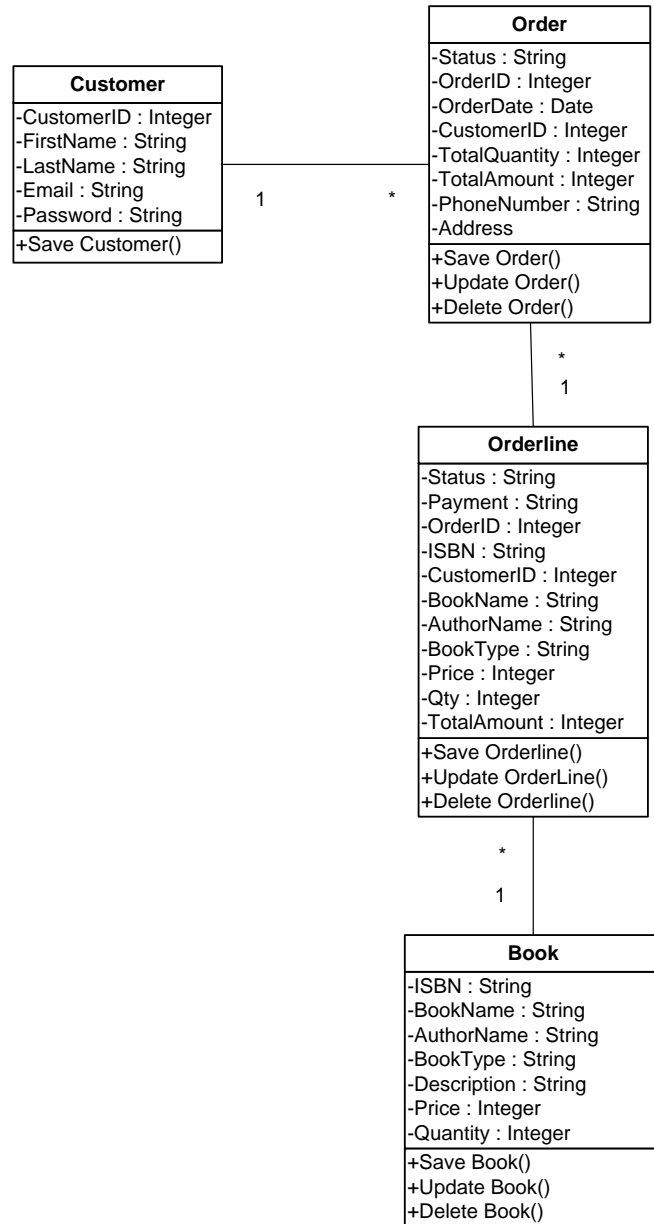 Customer
-CustomerID : Integer
-FirstName : String
-LastName : String
-Email : String
-Password : String
+Save Customer()
1
*
Order
-Status : String
-OrderID : Integer
-OrderDate : Date
-CustomerID : Integer
-TotalQuantity : Integer
-TotalAmount : Integer
-PhoneNumber : String
-Address
+Save Order()
+Update Order()
+Delete Order()
*
1
Orderline
-Status : String
-Payment : String
-OrderID : Integer
-ISBN : String
-CustomerID : Integer
-BookName : String
-AuthorName : String
-BookType : String
-Price : Integer
-Qty : Integer
-TotalAmount : Integer
+Save Orderline()
+Update OrderLine()
+Delete Orderline()
*
1
Book
-ISBN : String
-BookName : String
-AuthorName : String
-BookType : String
-Description : String
-Price : Integer
-Quantity : Integer
+Save Book()
+Update Book()
+Delete Book()